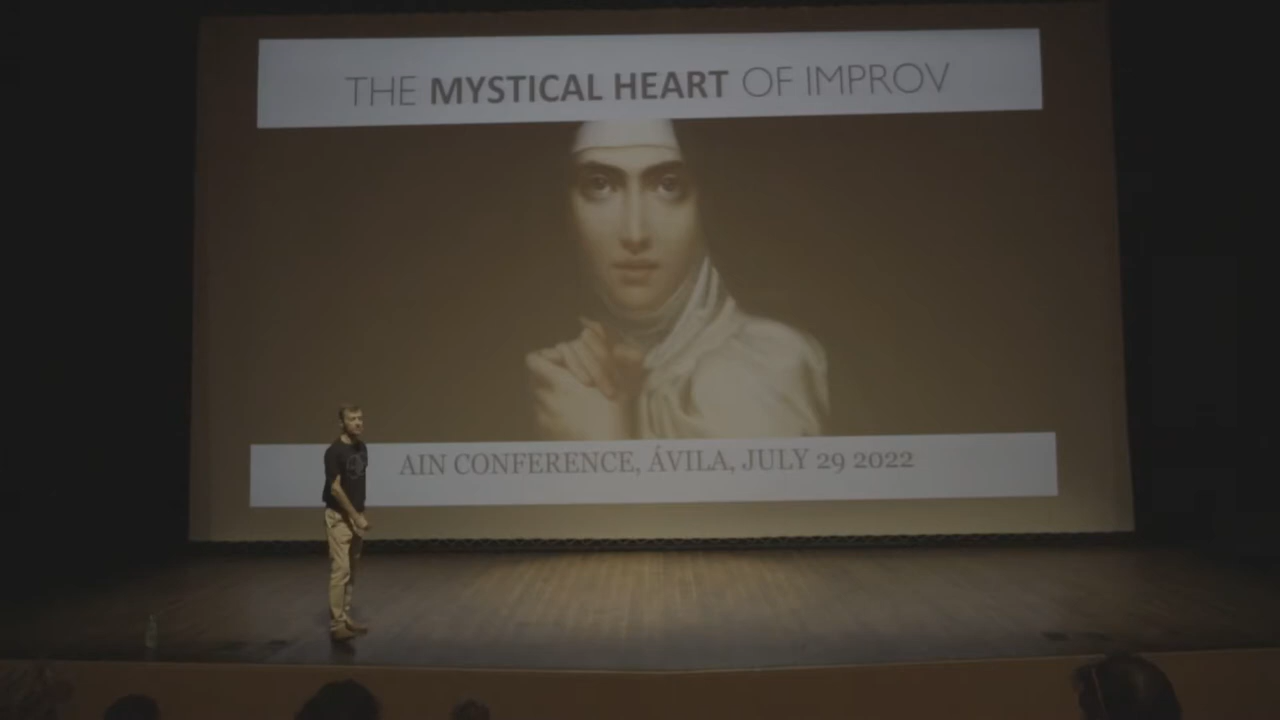 THE MYSTICAL HEART OF IMPROV
AIN CONFERENCE, ÁVILA, JULY 29 2022